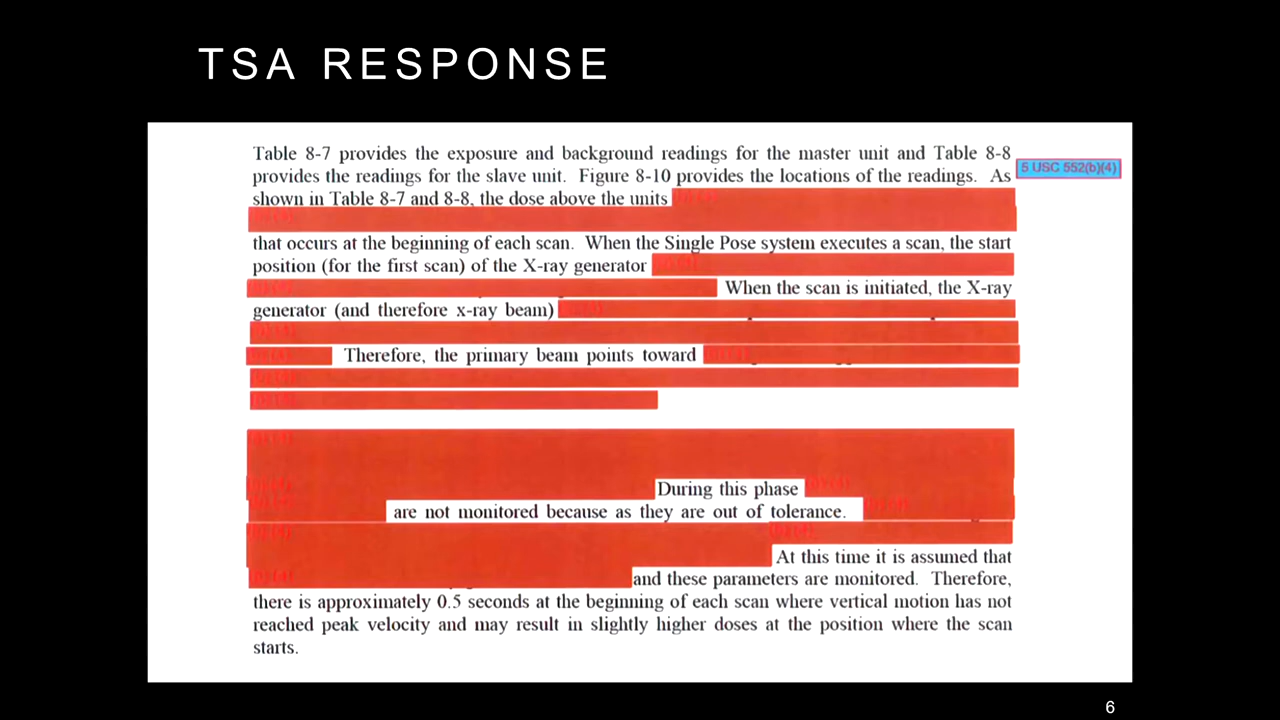 TSA RESPONSE
Table 8-7 provides the exposure and background readings for the master unit and Table 8-8
5 USC 552(b)(4)
provides the readings for the slave unit. Figure 8-10 provides the locations of the readings. As
shown in Table 8-7 and 8-8, the dose above the units
that occurs at the beginning of each scan. When the Single Pose system executes a scan, the start
position (for the first scan) of the X-ray generator
When the scan is initiated, the X-ray
generator (and therefore x-ray beam)
Therefore, the primary beam points toward
During this phase
are not monitored because as they are out of tolerance.
At this time it is assumed that
and these parameters are monitored. Therefore,
there is approximately 0.5 seconds at the beginning of each scan where vertical motion has not
reached peak velocity and may result in slightly higher doses at the position where the scan
starts.
6